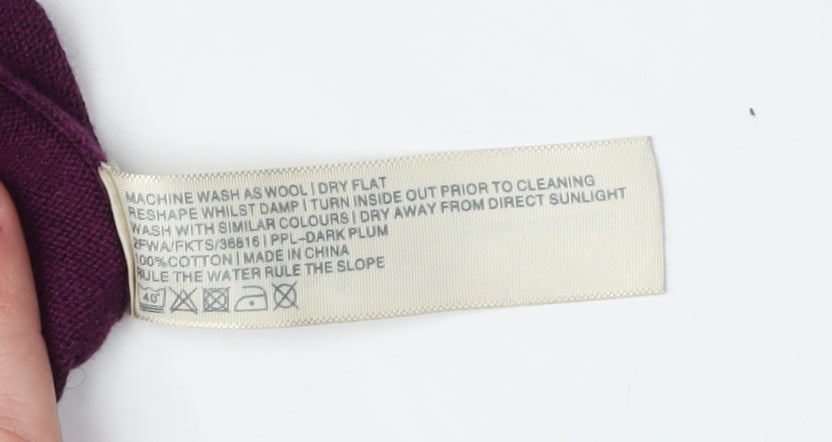 MACHINE WASH AS WOOL | DRY FLAT
RESHAPE WHILST DAMP | TURN INSIDE OUT PRIOR TO CLEANING
WASH WITH SIMILAR COLOURS | DRY AWAY FROM DIRECT SUNLIGHT
2FWA/FKTS/36816 | PPL-DARK PLUM
100%COTTON | MADE IN CHINA
RULE THE WATER RULE THE SLOPE
40°